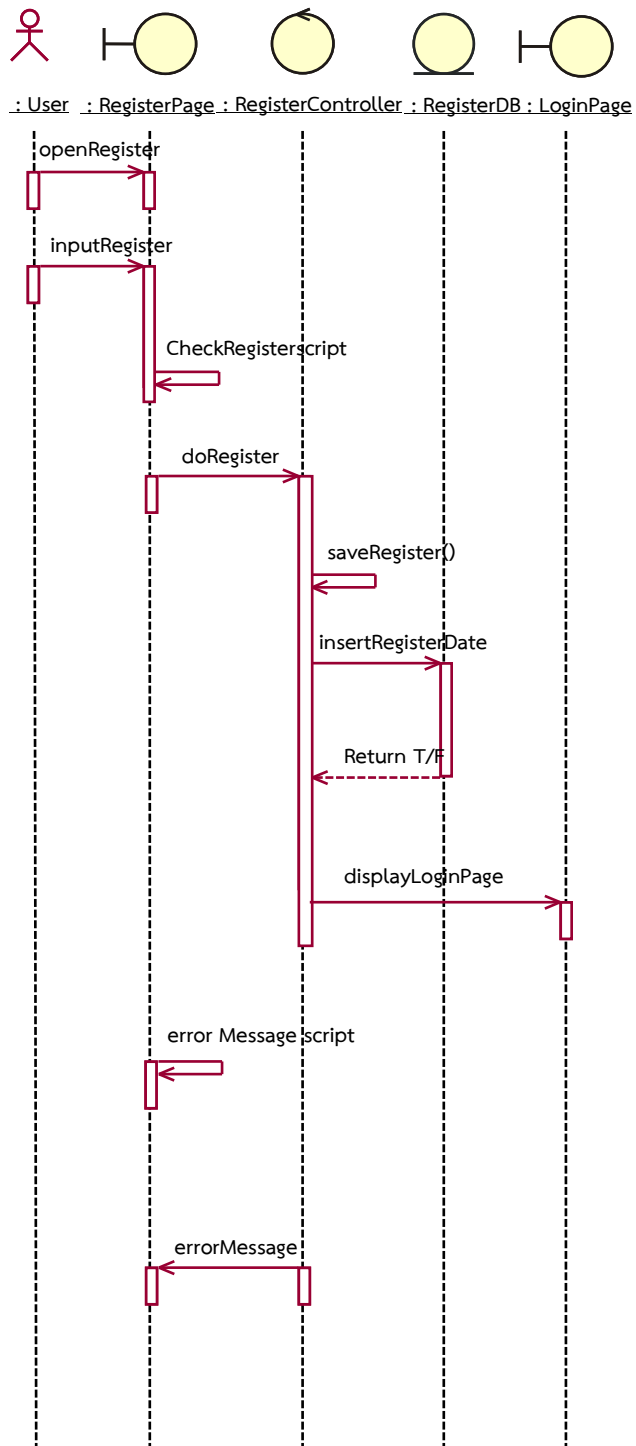 : User : RegisterPage : RegisterController : RegisterDB : LoginPage
openRegister
inputRegister
CheckRegisterscript
doRegister
saveRegister()
insertRegisterDate
Return T/F
displayLoginPage
error Message script
errorMessage